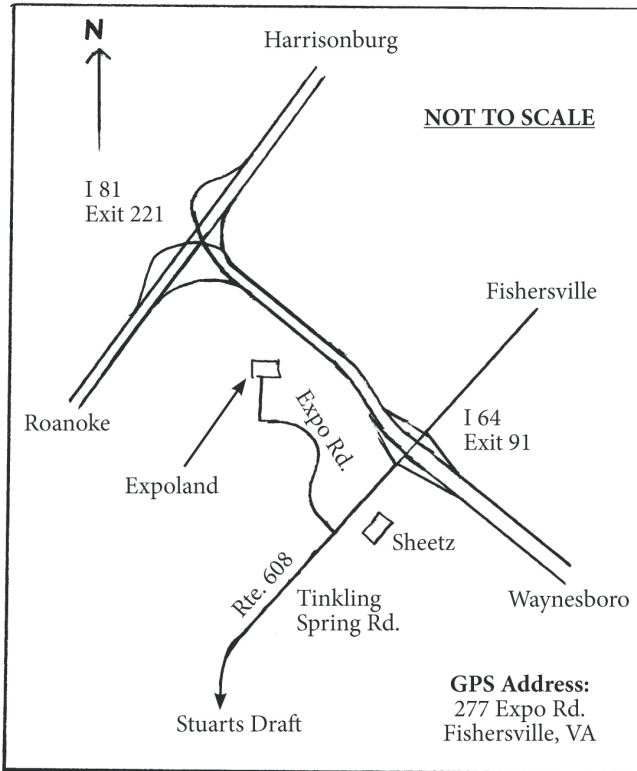 N
Harrisonburg
NOT TO SCALE
I 81
Exit 221
Fishersville
Roanoke
Expo Rd.
I 64
Exit 91
Expoland
Sheetz
Rte. 608
Tinkling
Spring Rd.
Waynesboro
Stuarts Draft
GPS Address:
277 Expo Rd.
Fishersville, VA